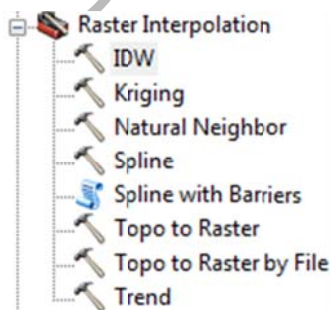 Raster Interpolation
IDW
Kriging
Natural Neighbor
Spline
Spline with Barriers
Topo to Raster
Topo to Raster by File
Trend